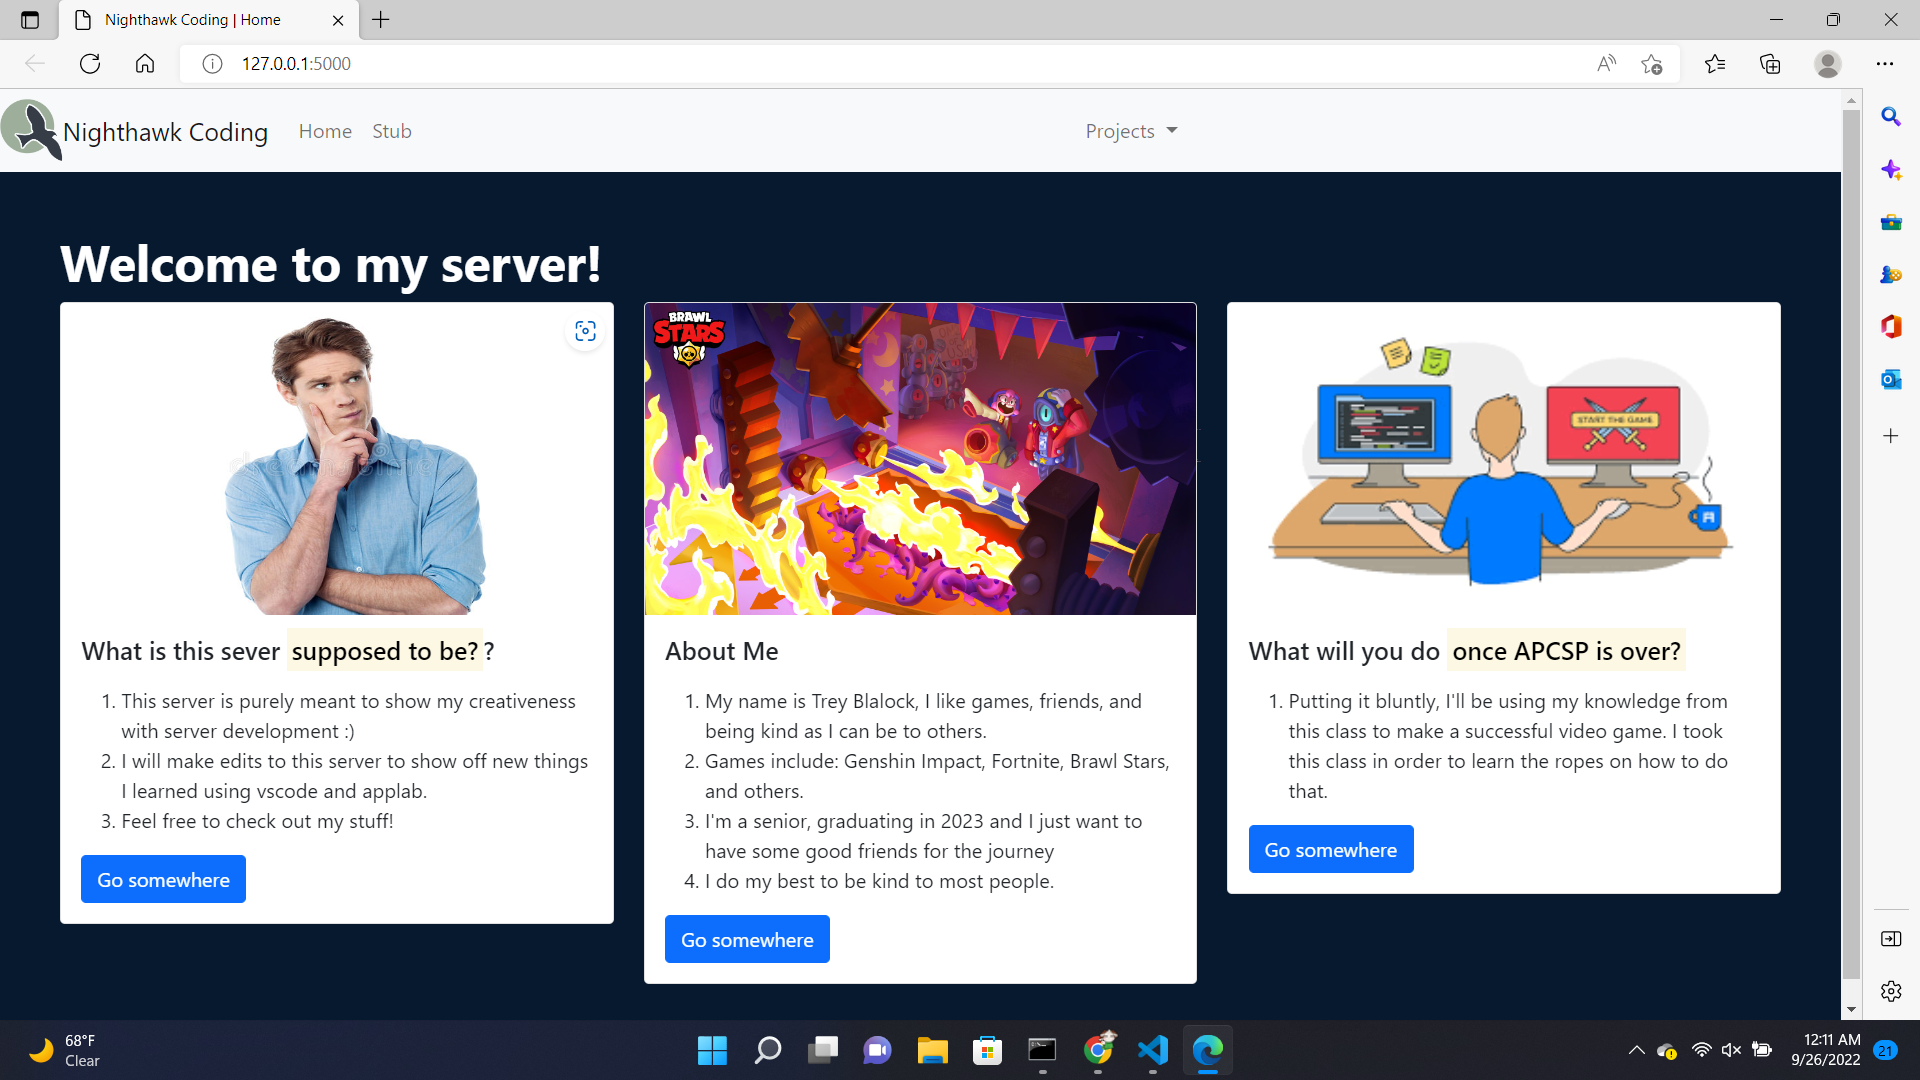 Nighthawk Coding | Home
127.0.0.1:5000
Nighthawk Coding
Home
Stub
Projects
Welcome to my server!
What is this sever supposed to be? ?
1. This server is purely meant to show my creativeness
with server development :)
2. I will make edits to this server to show off new things
I learned using vscode and applab.
3. Feel free to check out my stuff!
Go somewhere
BRAWL
STARS
About Me
1. My name is Trey Blalock, I like games, friends, and
being kind as I can be to others.
2. Games include: Genshin Impact, Fortnite, Brawl Stars,
and others.
3. I'm a senior, graduating in 2023 and I just want to
have some good friends for the journey
4. I do my best to be kind to most people.
Go somewhere
START THE GAME
What will you do once APCSP is over?
1. Putting it bluntly, I'll be using my knowledge from
this class to make a successful video game. I took
this class in order to learn the ropes on how to do
that.
Go somewhere
68°F
Clear
12:11 AM
9/26/2022
21